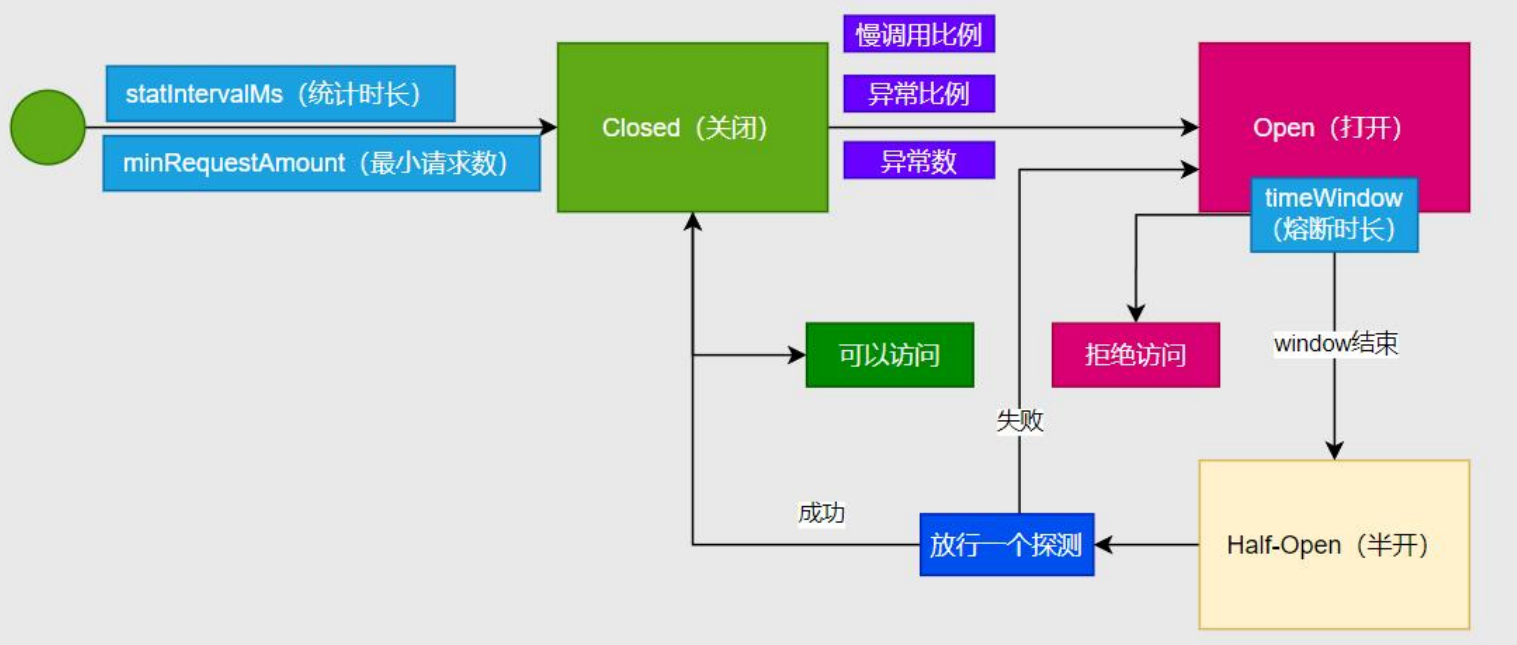 慢调用比例
statIntervalMs（统计时长）
异常比例
Closed（关闭）
Open（打开）
minRequestAmount（最小请求数）
异常数
timeWindow
（熔断时长）
可以访问
拒绝访问
window结束
失败
成功
放行一个探测
Half-Open（半开）